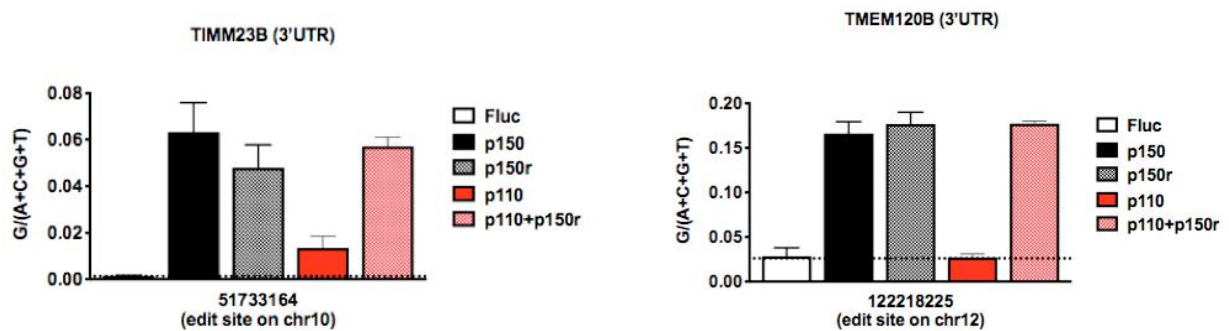 TIMM23B (3'UTR)
G/(A+C+G+T)
0.08
0.06
0.04
0.02
0.00
51733164
(edit site on chr10)
Fluc
p150
p150r
p110
p110+p150r
TMEM120B (3'UTR)
G/(A+C+G+T)
0.20
0.15
0.10
0.05
0.00
122218225
(edit site on chr12)
Fluc
p150
p150r
p110
p110+p150r